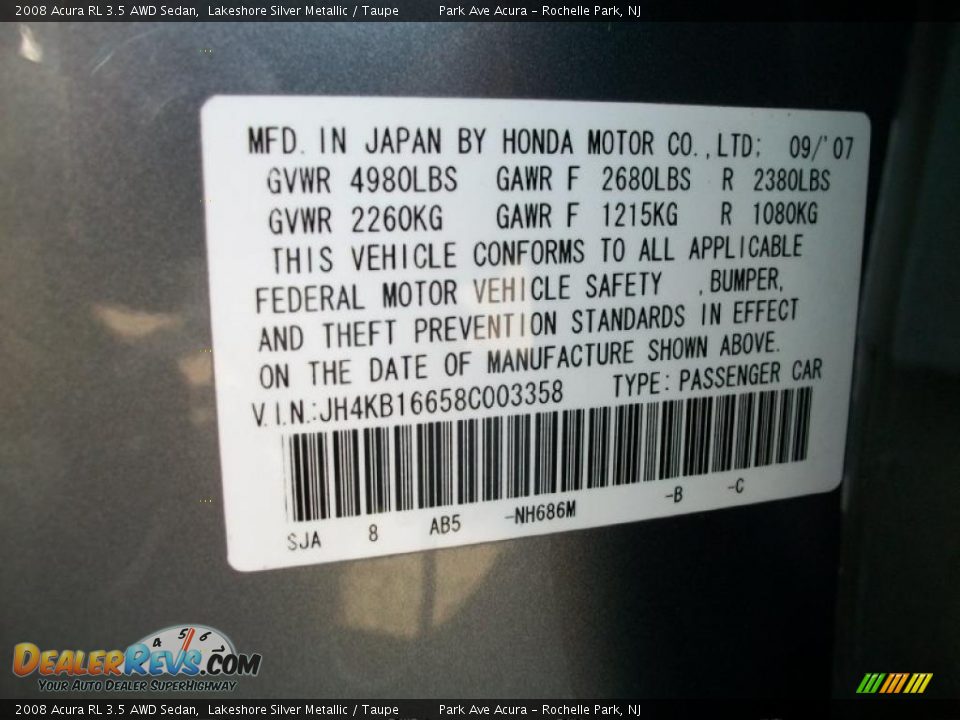 2008 Acura RL 3.5 AWD Sedan, Lakeshore Silver Metallic / Taupe Park Ave Acura - Rochelle Park, NJ
MFD. IN JAPAN BY HONDA MOTOR CO.,LTD; 09/'07
GVWR 4980LBS GAWR F 2680LBS R 2380LBS
GVWR 2260KG GAWR F 1215KG R 1080KG
THIS VEHICLE CONFORMS TO ALL APPLICABLE
FEDERAL MOTOR VEHICLE SAFETY ,BUMPER,
AND THEFT PREVENTION STANDARDS IN EFFECT
ON THE DATE OF MANUFACTURE SHOWN ABOVE.
V.I.N.:JH4KB16658C003358 TYPE: PASSENGER CAR
SJA 8 AB5 -NH686M -B -C
4 5 6
DEALERREVS.COM
YOUR AUTO DEALER SUPERHIGHWAY
2008 Acura RL 3.5 AWD Sedan, Lakeshore Silver Metallic / Taupe Park Ave Acura - Rochelle Park, NJ